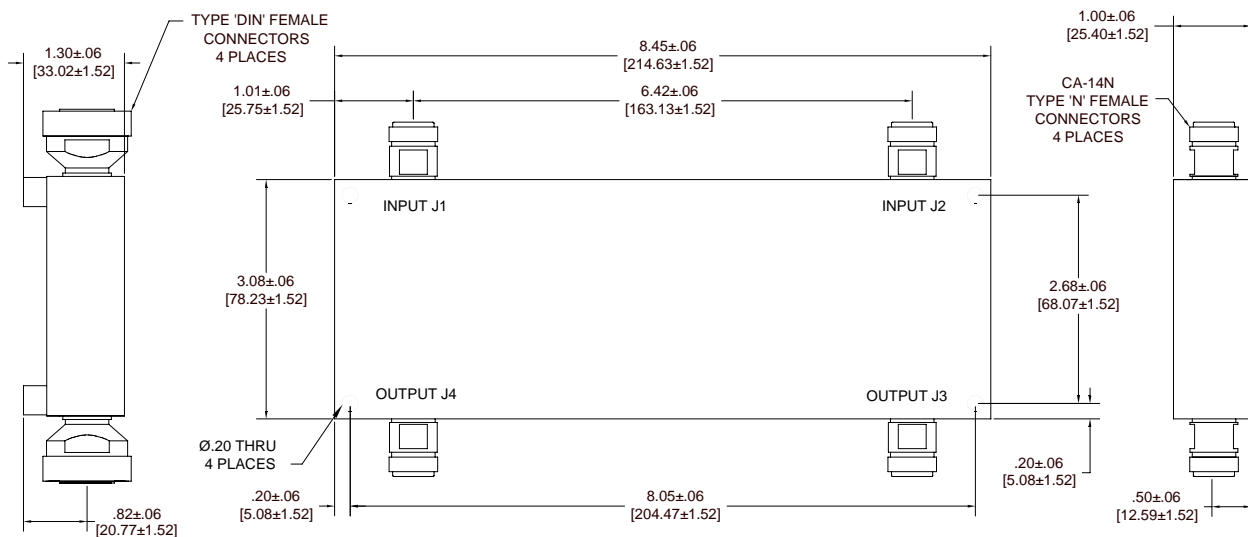 TYPE 'DIN' FEMALE
CONNECTORS
4 PLACES
1.30±.06
[33.02±1.52]
8.45±.06
[214.63±1.52]
1.00±.06
[25.40±1.52]
1.01±.06
[25.75±1.52]
6.42±.06
[163.13±1.52]
CA-14N
TYPE 'N' FEMALE
CONNECTORS
4 PLACES
INPUT J1
INPUT J2
3.08±.06
[78.23±1.52]
2.68±.06
[68.07±1.52]
OUTPUT J4
OUTPUT J3
Ø.20 THRU
4 PLACES
.20±.06
[5.08±1.52]
.82±.06
[20.77±1.52]
.20±.06
[5.08±1.52]
8.05±.06
[204.47±1.52]
.50±.06
[12.59±1.52]